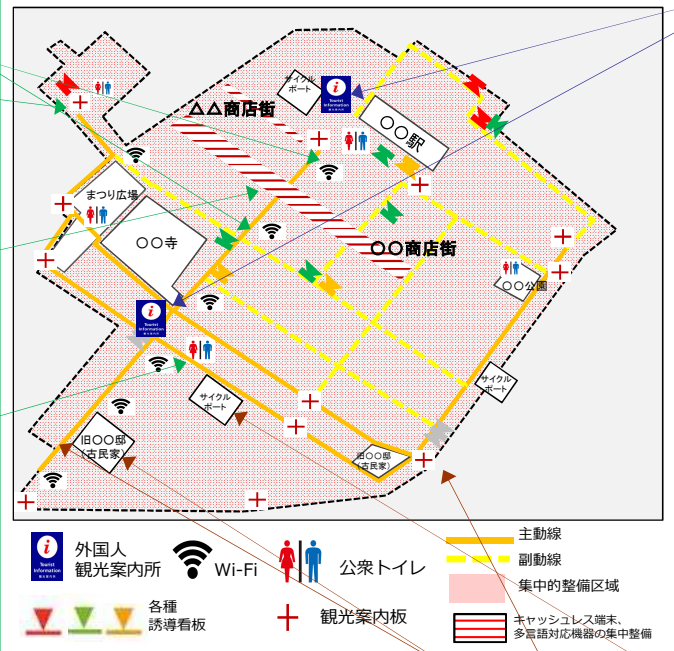 サイクル
ポート
i
Tourist
Information
△△商店街
〇〇駅
まつり広場
〇〇寺
〇〇商店街
〇〇公園
i
Tourist
Information
サイクル
ポート
サイクル
ポート
旧〇〇邸
(古民家)
旧〇〇邸
(古民家)
i
Tourist
Information
外国人
観光案内所
Wi-Fi
公衆トイレ
主動線
副動線
集中的整備区域
各種
誘導看板
観光案内板
キャッシュレス端末、
多言語対応機器の集中整備